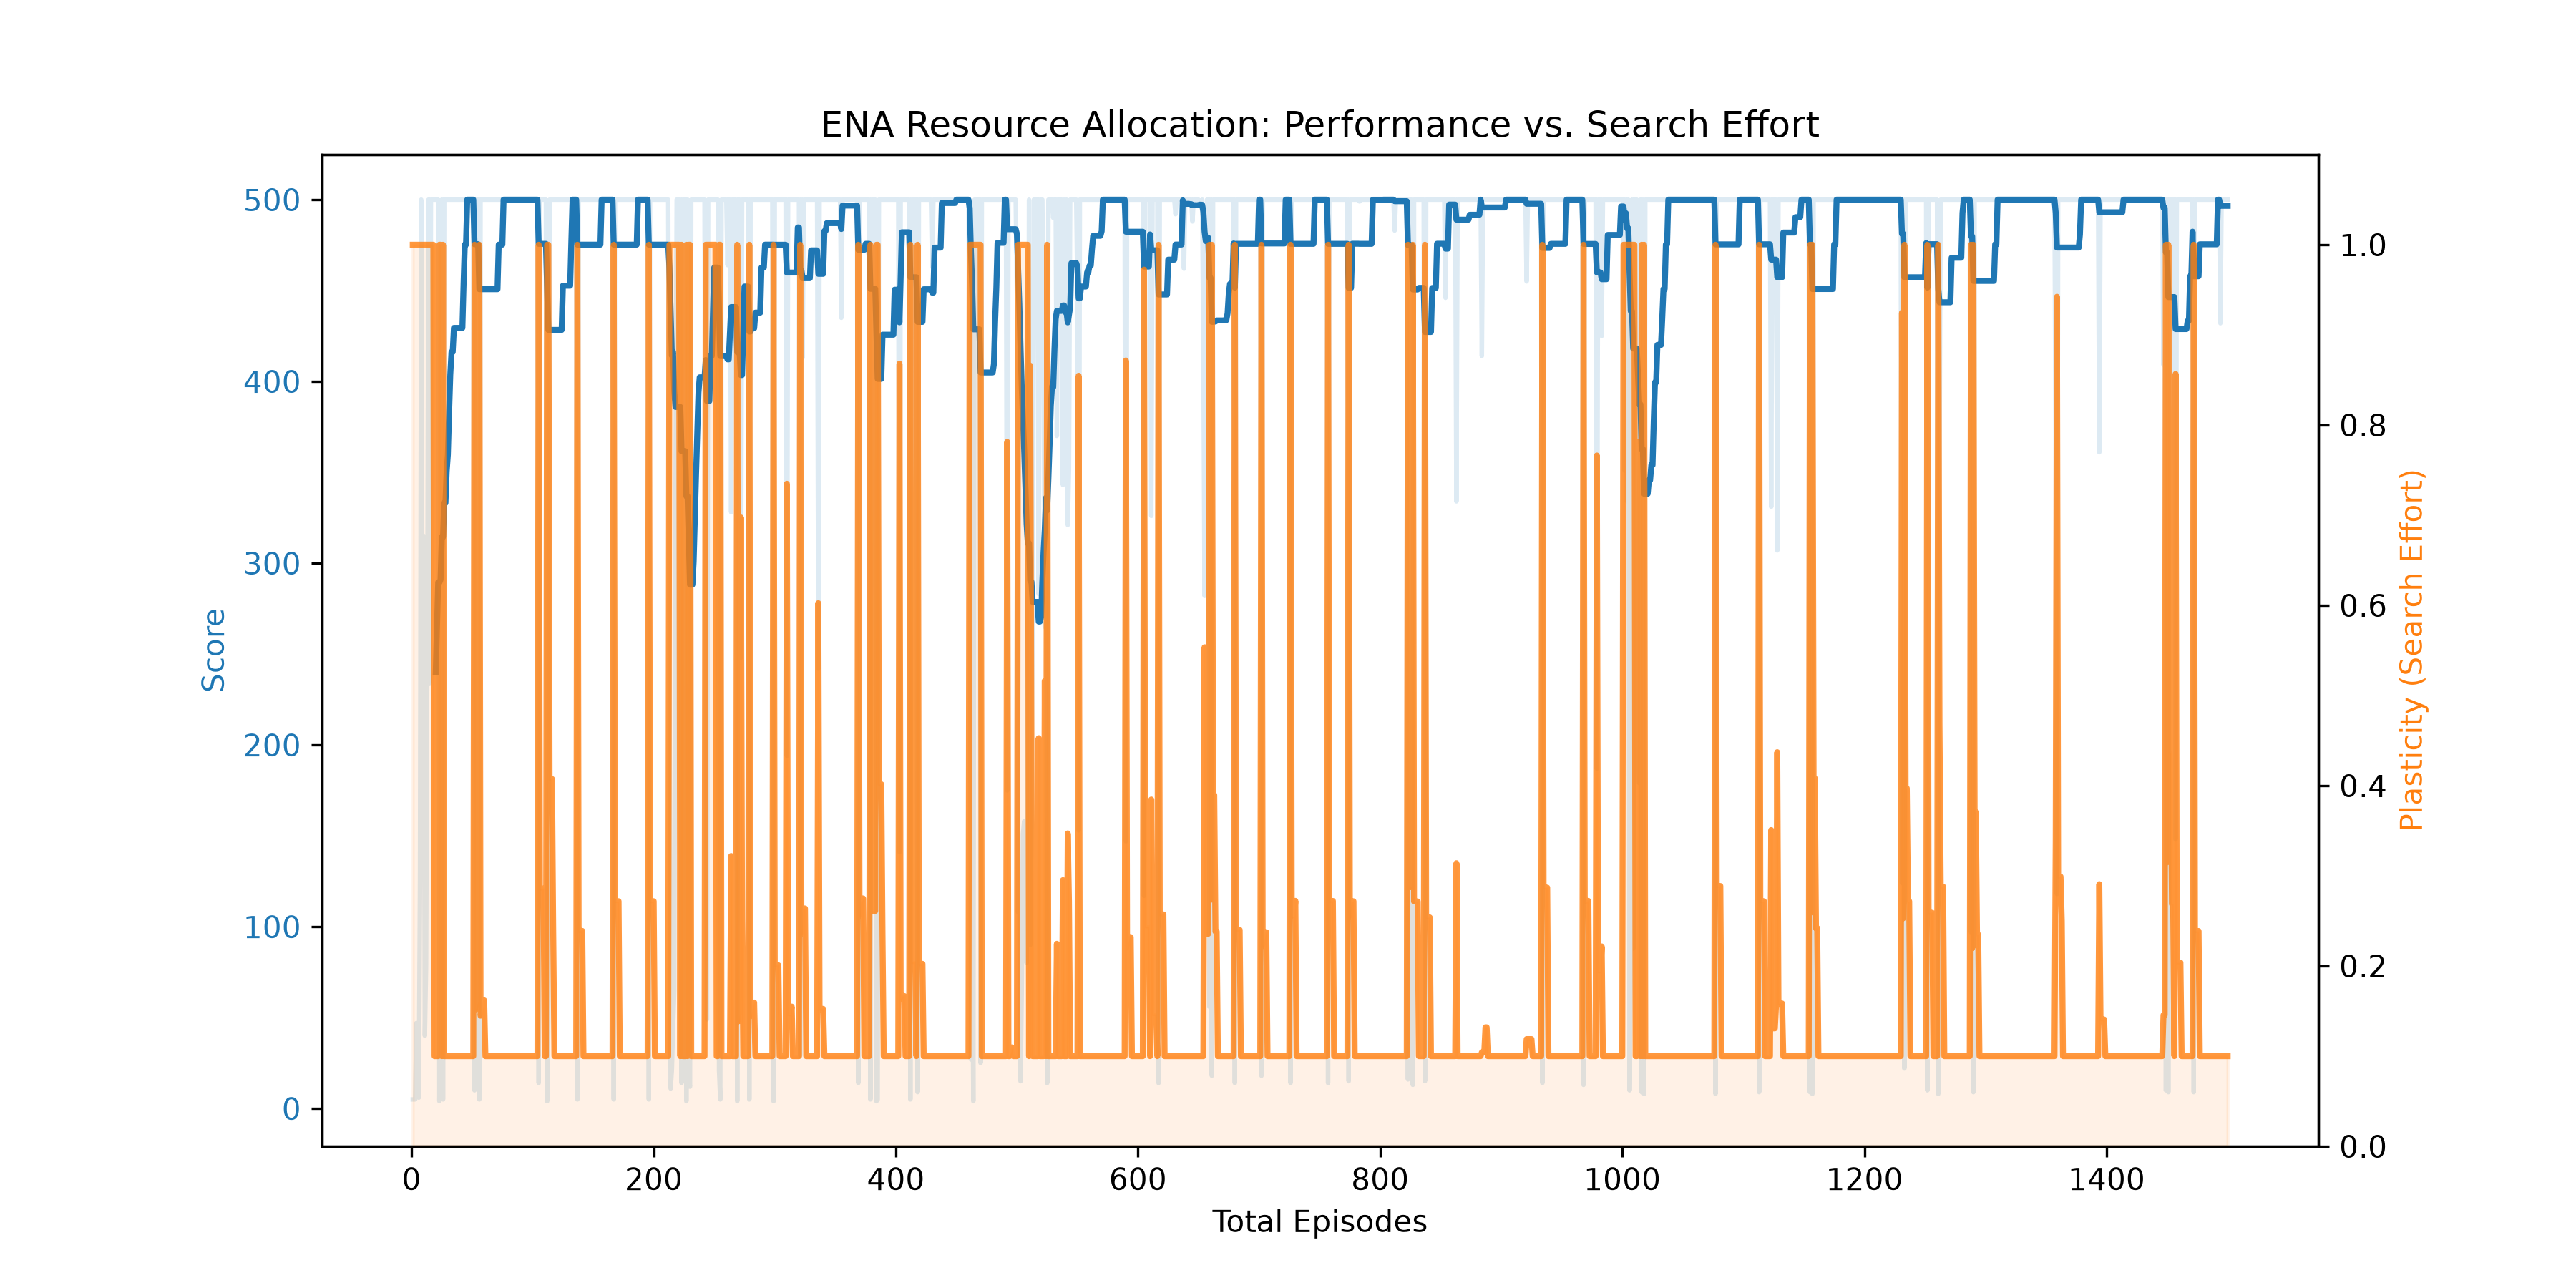 ENA Resource Allocation: Performance vs. Search Effort
500
400
300
200
100
0
Score
1.0
0.8
0.6
0.4
0.2
0.0
Plasticity (Search Effort)
0 200 400 600 800 1000 1200 1400
Total Episodes